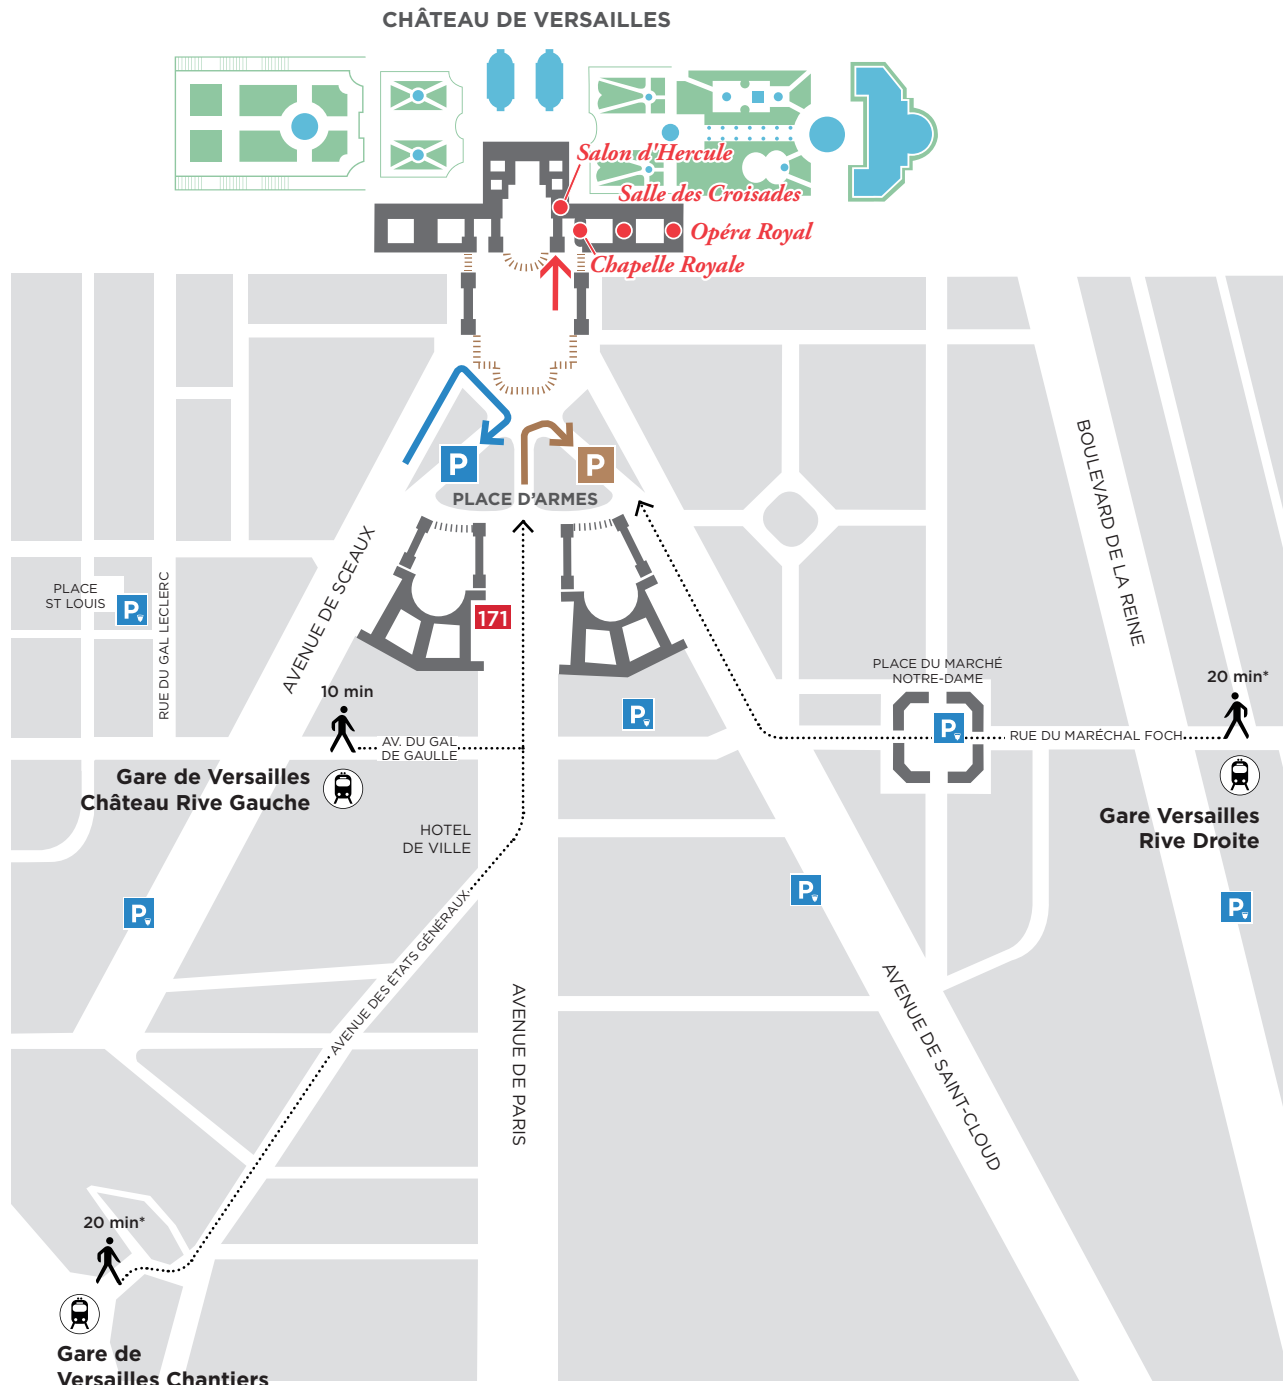 CHÂTEAU DE VERSAILLES
Salon d'Hercule
Salle des Croisades
Opéra Royal
Chapelle Royale
P
P
PLACE D'ARMES
BOULEVARD DE LA REINE
AVENUE DE SCEAUX
PLACE
ST LOUIS
P
RUE DU GAL LECLERC
171
PLACE DU MARCHÉ
NOTRE-DAME
10 min
20 min*
P
P
AV. DU GAL
DE GAULLE
RUE DU MARÉCHAL FOCH
Gare de Versailles
Château Rive Gauche
Gare Versailles
Rive Droite
HOTEL
DE VILLE
P
P
P
AVENUE DES ÉTATS GÉNÉRAUX
AVENUE DE PARIS
AVENUE DE SAINT-CLOUD
20 min*
Gare de
Versailles Chantiers